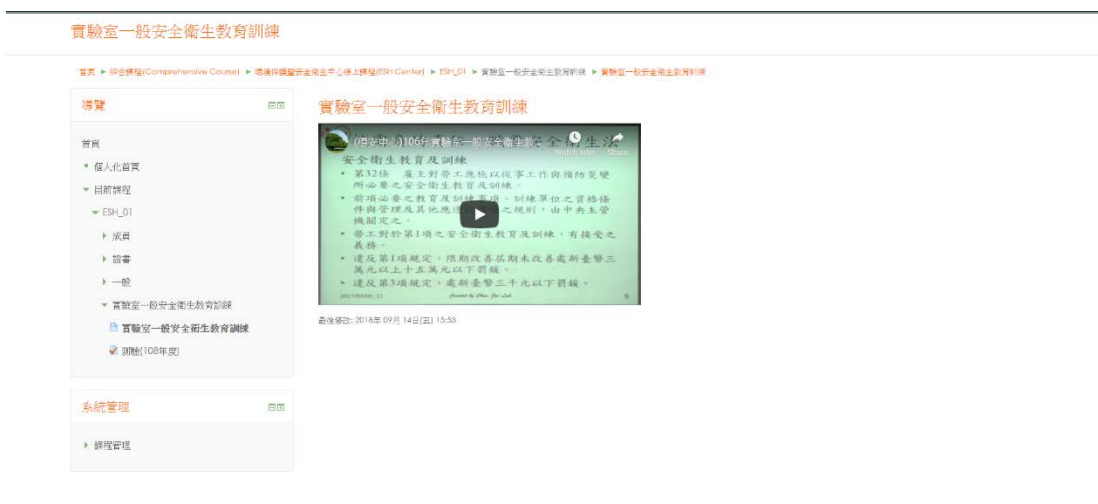 實驗室一般安全衛生教育訓練
首頁 ► 綜合課程(Comprehensive Course) ► 環境保護暨安全衛生中心線上課程(ESH Center) ► ESH_01 ► 實驗室一般安全衛生教育訓練 ► 實驗室一般安全衛生教育訓練
導覽
首頁
個人化首頁
目前課程
ESH_01
成員
證書
一般
實驗室一般安全衛生教育訓練
實驗室一般安全衛生教育訓練
測驗(108年度)
系統管理
課程管理
實驗室一般安全衛生教育訓練
(環安中心)106年實驗室一般安全衛生教
全衛生法
Watch later Share
安全衛生教育及訓練
• 第32條 雇主對勞工應施以從事工作與預防災變
所必要之安全衛生教育及訓練。
• 前項必要之教育及訓練事項、訓練單位之資格條
件與管理及其他應之規則，由中央主管
機關定之。
• 勞工對於第1項之安全衛生教育及訓練，有接受之
義務。
• 違反第1項規定，限期改善屆期未改善處新臺幣三
萬元以上十五萬元以下罰鍰。
• 違反第3項規定，處新臺幣三千元以下罰鍰。
最後修改: 2018年 09月 14日(五) 15:53